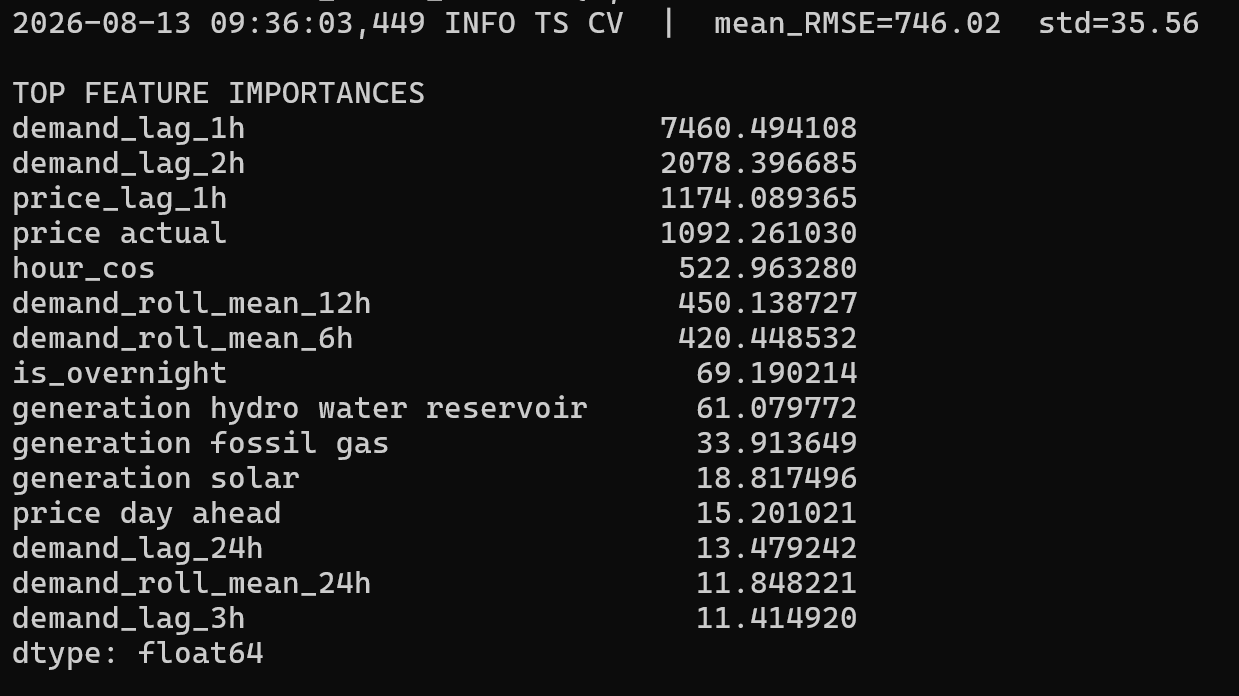 2026-08-13 09:36:03,449 INFO TS CV  |  mean_RMSE=746.02  std=35.56
TOP FEATURE IMPORTANCES
demand_lag_1h                       7460.494108
demand_lag_2h                       2078.396685
price_lag_1h                        1174.089365
price actual                        1092.261030
hour_cos                             522.963280
demand_roll_mean_12h                 450.138727
demand_roll_mean_6h                  420.448532
is_overnight                          69.190214
generation hydro water reservoir      61.079772
generation fossil gas                 33.913649
generation solar                      18.817496
price day ahead                       15.201021
demand_lag_24h                        13.479242
demand_roll_mean_24h                  11.848221
demand_lag_3h                         11.414920
dtype: float64